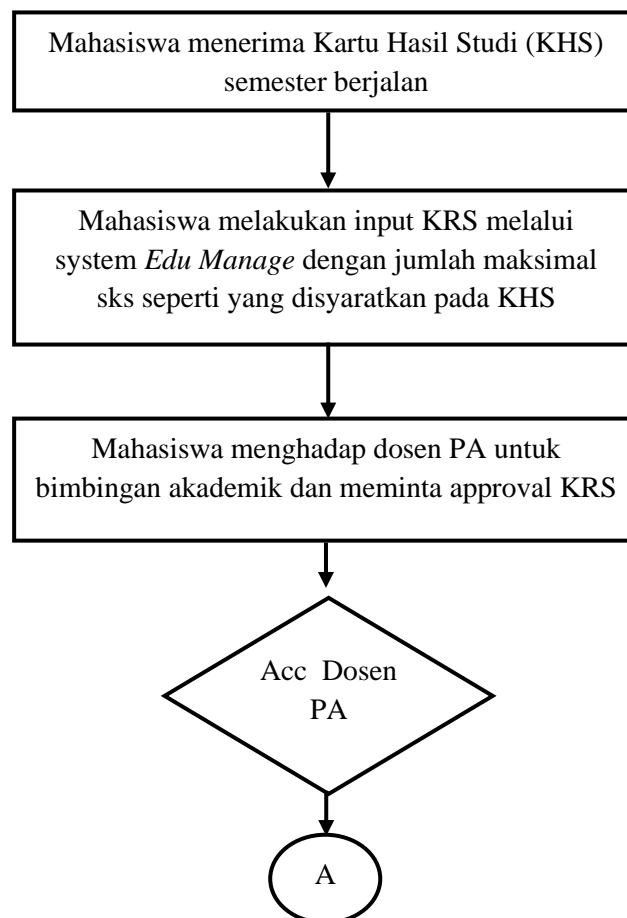 Mahasiswa menerima Kartu Hasil Studi (KHS)
semester berjalan
Mahasiswa melakukan input KRS melalui
system Edu Manage dengan jumlah maksimal
sks seperti yang disyaratkan pada KHS
Mahasiswa menghadap dosen PA untuk
bimbingan akademik dan meminta approval KRS
Acc Dosen
PA
A